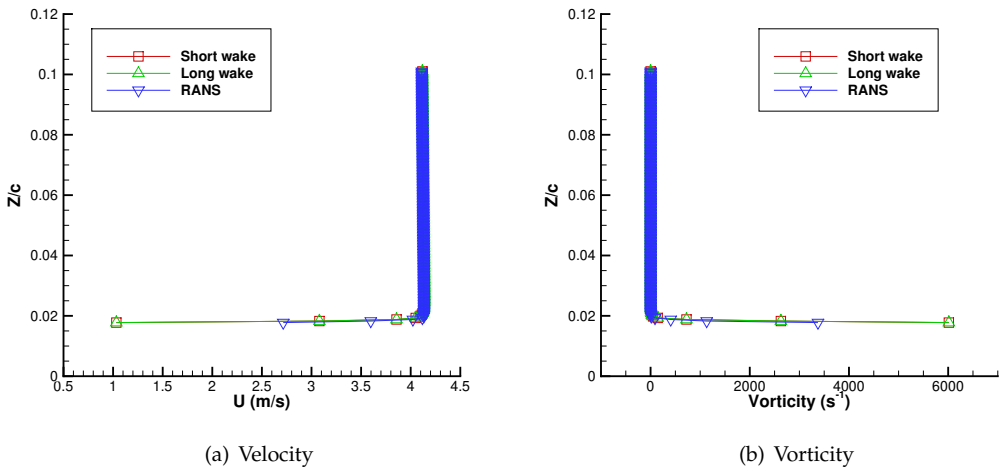 0.12
0.1
0.08
0.06
0.04
0.02
0
Z/c
Short wake
Long wake
RANS
0.5 1 1.5 2 2.5 3 3.5 4 4.5
U (m/s)
(a) Velocity
0.12
0.1
0.08
0.06
0.04
0.02
0
Z/c
Short wake
Long wake
RANS
0 2000 4000 6000
Vorticity (s⁻¹)
(b) Vorticity